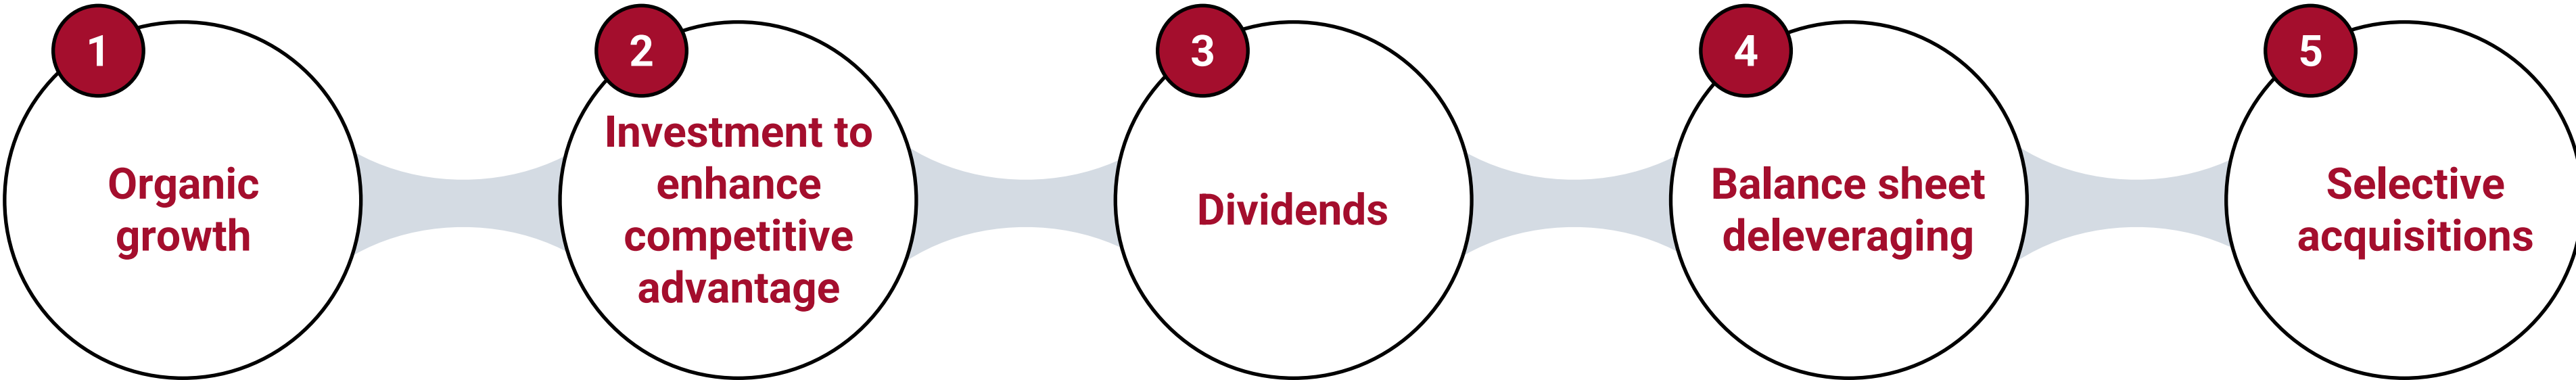 1
Organic
growth
2
Investment to
enhance
competitive
advantage
3
Dividends
4
Balance sheet
deleveraging
5
Selective
acquisitions